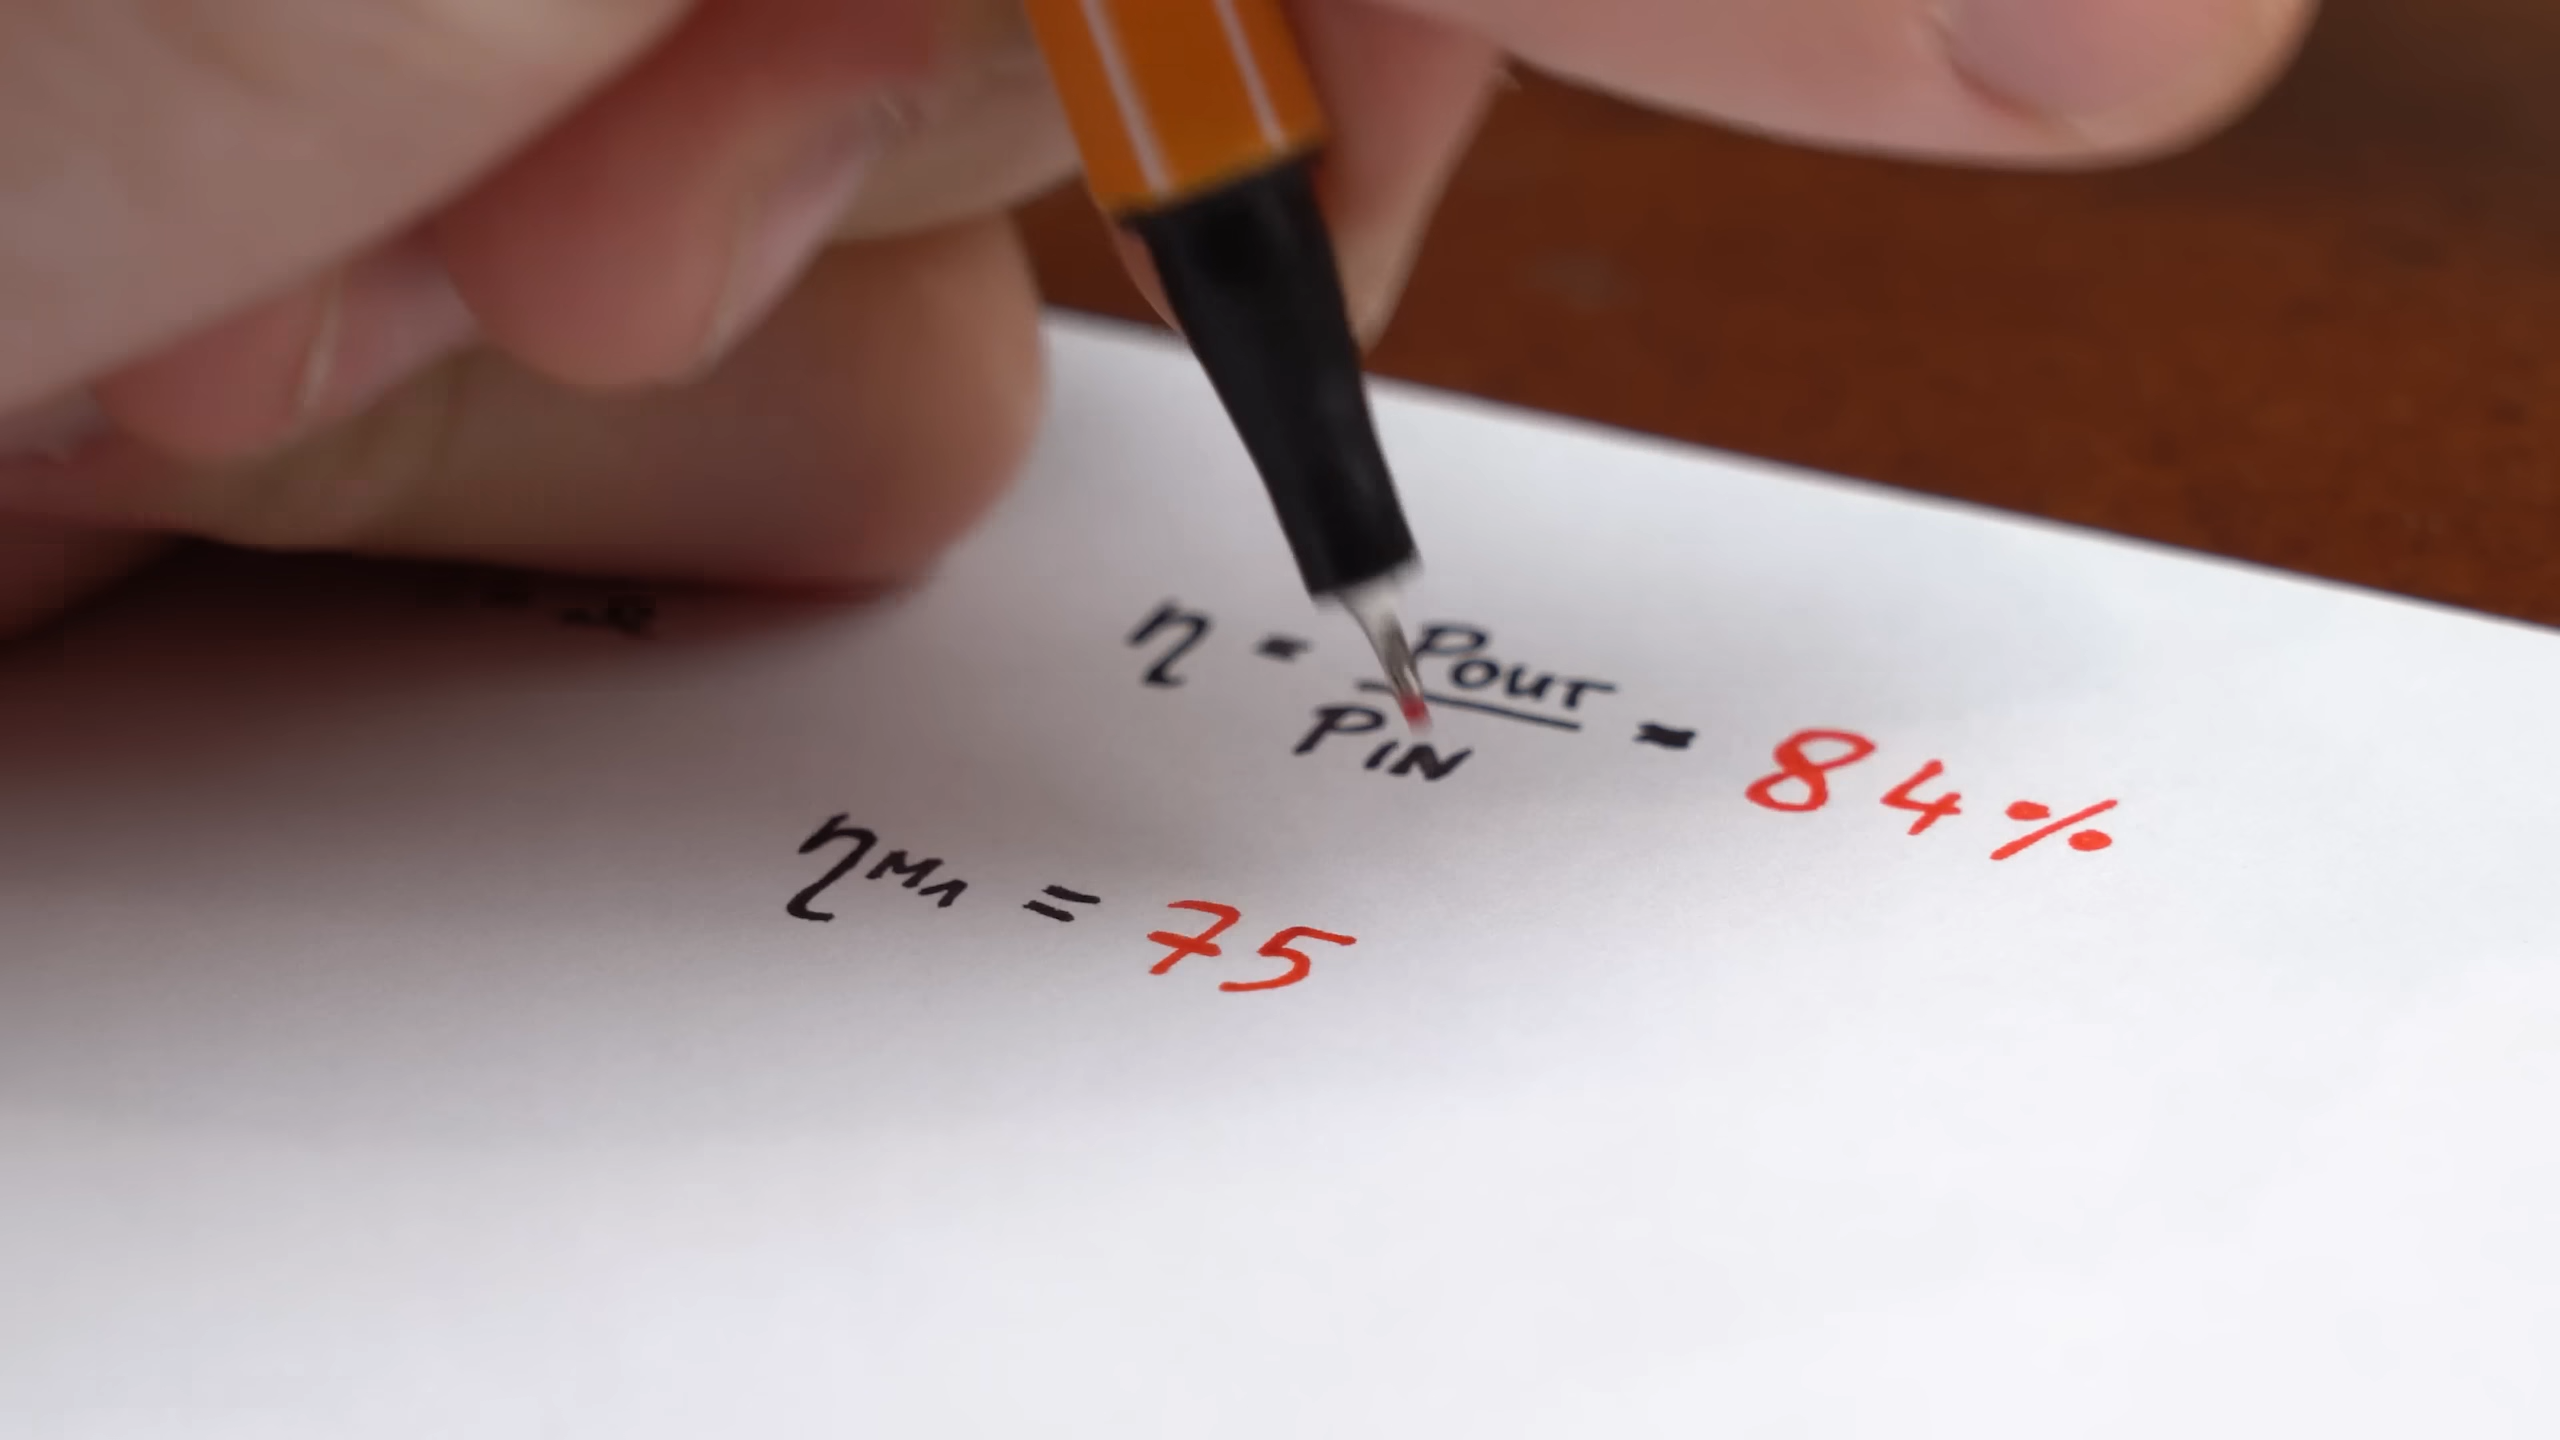 η = POUT / PIN = 84%
ηM1 = 75